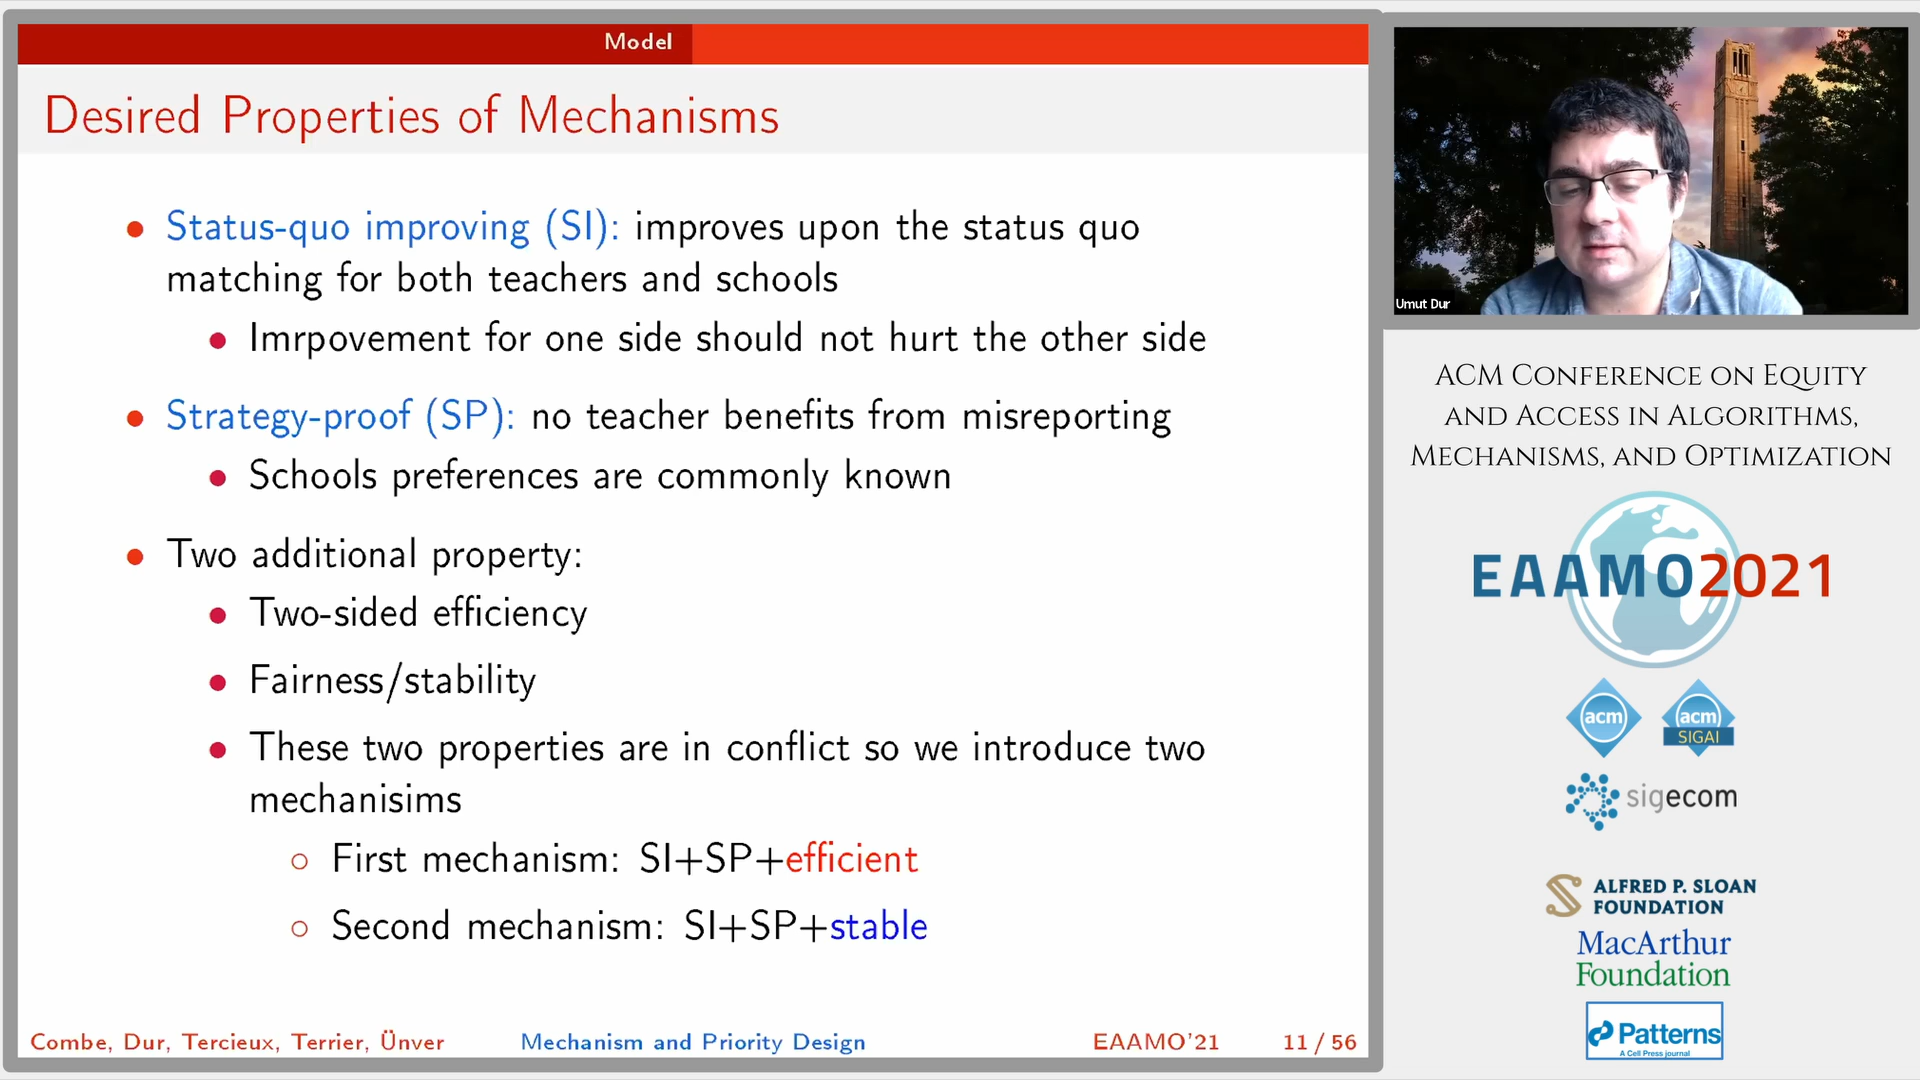 Model
Desired Properties of Mechanisms
Status-quo improving (SI): improves upon the status quo
matching for both teachers and schools
Imrpovement for one side should not hurt the other side
Strategy-proof (SP): no teacher benefits from misreporting
Schools preferences are commonly known
Two additional property:
Two-sided efficiency
Fairness/stability
These two properties are in conflict so we introduce two
mechanisims
First mechanism: SI+SP+efficient
Second mechanism: SI+SP+stable
Combe, Dur, Tercieux, Terrier, Ünver
Mechanism and Priority Design
EAAMO'21
11 / 56
Umut Dur
ACM Conference on Equity
and Access in Algorithms,
Mechanisms, and Optimization
EAAMO2021
acm
acm
SIGAI
sigecom
ALFRED P. SLOAN
FOUNDATION
MacArthur
Foundation
Patterns
A Cell Press journal